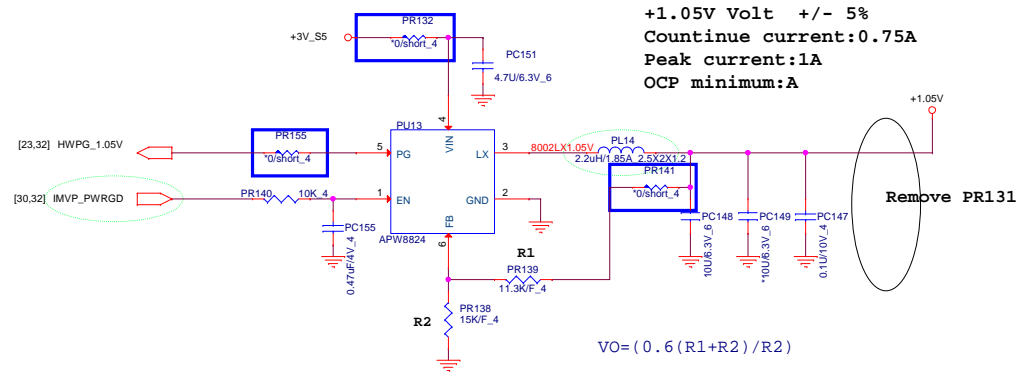 +1.05V Volt +/- 5%
Countinue current:0.75A
Peak current:1A
OCP minimum:A
PR132
+3V_S5
*0/short_4
PC151
4.7U/6.3V_6
+1.05V
PU13
4
VIN
PR155
[23,32] HWPG_1.05V
*0/short_4
5
PG
LX
3
8002LX1.05V
PL14
2.2uH/1.85A_2.5X2X1.2
PR141
*0/short_4
[30,32] IMVP_PWRGD
PR140
10K_4
1
EN
GND
2
Remove PR131
PC155
0.47uF/4V_4
FB
6
APW8824
PC148
10U/6.3V_6
PC149
*10U/6.3V_6
PC147
0.1U/10V_4
R1
PR139
11.3K/F_4
R2
PR138
15K/F_4
VO=(0.6(R1+R2)/R2)